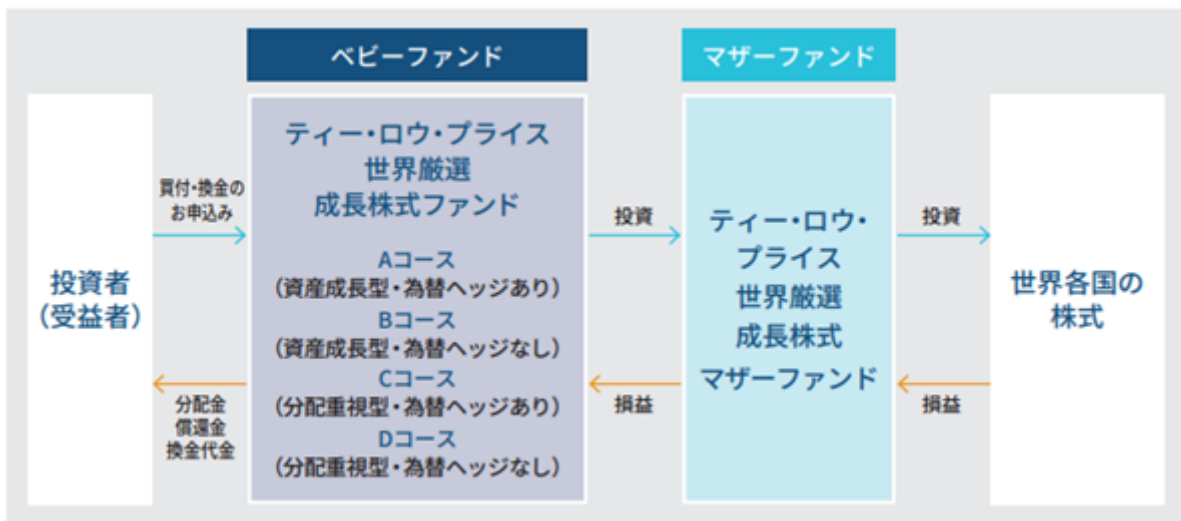 ベビーファンド
マザーファンド
投資者
（受益者）
買付・換金の
お申込み
分配金
償還金
換金代金
ティー・ロウ・プライス
世界厳選
成長株式ファンド
Aコース
（資産成長型・為替ヘッジあり）
Bコース
（資産成長型・為替ヘッジなし）
Cコース
（分配重視型・為替ヘッジあり）
Dコース
（分配重視型・為替ヘッジなし）
投資
損益
ティー・ロウ・
プライス
世界厳選
成長株式
マザーファンド
投資
損益
世界各国の
株式